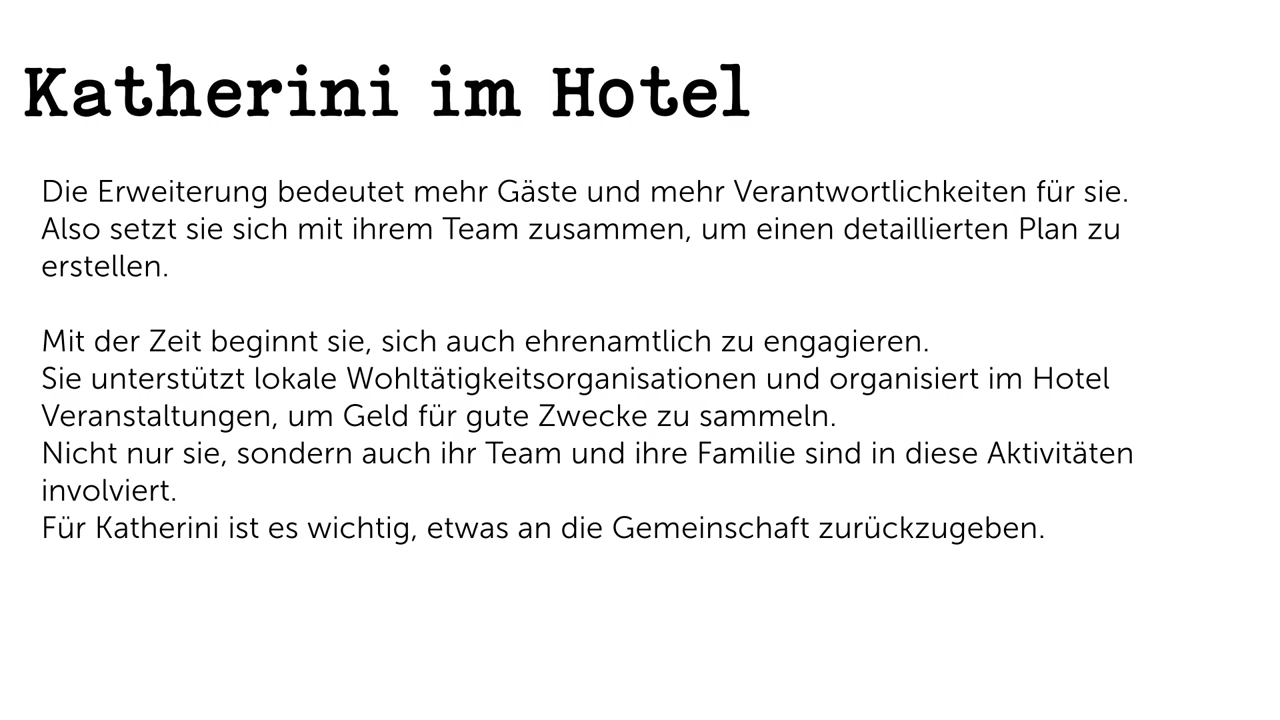 Katherini im Hotel
Die Erweiterung bedeutet mehr Gäste und mehr Verantwortlichkeiten für sie.
Also setzt sie sich mit ihrem Team zusammen, um einen detaillierten Plan zu
erstellen.
Mit der Zeit beginnt sie, sich auch ehrenamtlich zu engagieren.
Sie unterstützt lokale Wohltätigkeitsorganisationen und organisiert im Hotel
Veranstaltungen, um Geld für gute Zwecke zu sammeln.
Nicht nur sie, sondern auch ihr Team und ihre Familie sind in diese Aktivitäten
involviert.
Für Katherini ist es wichtig, etwas an die Gemeinschaft zurückzugeben.